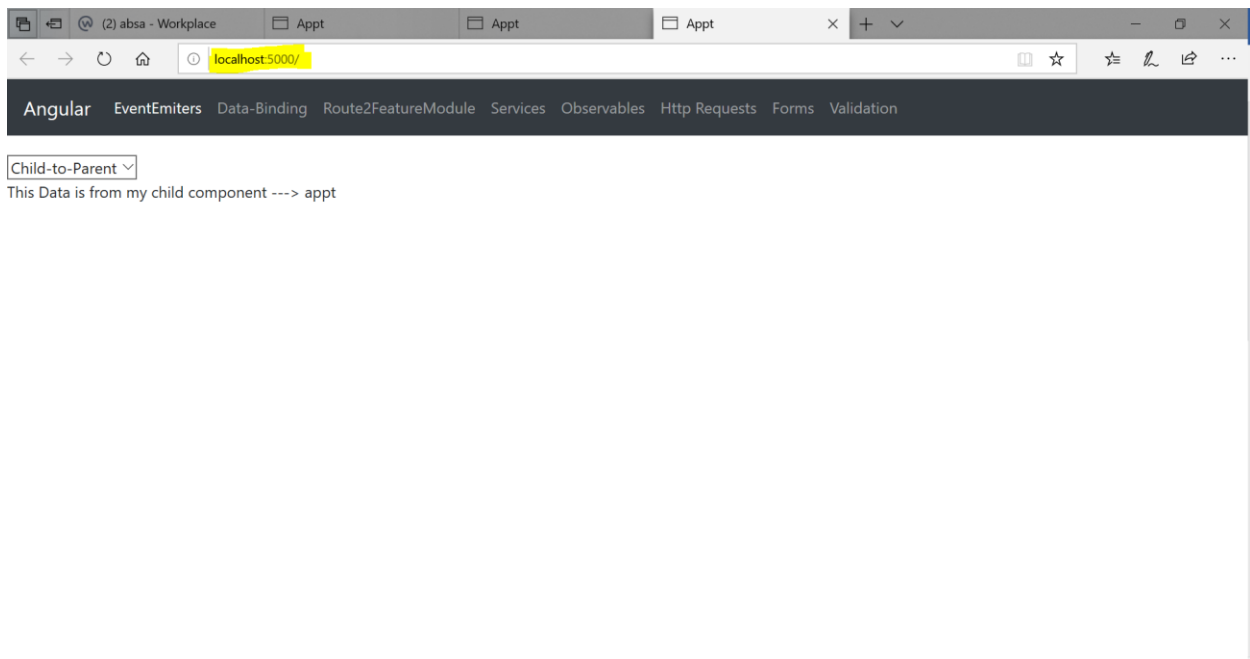 (2) absa - Workplace Appt Appt Appt
localhost:5000/
Angular EventEmiters Data-Binding Route2FeatureModule Services Observables Http Requests Forms Validation
Child-to-Parent
This Data is from my child component ---> appt